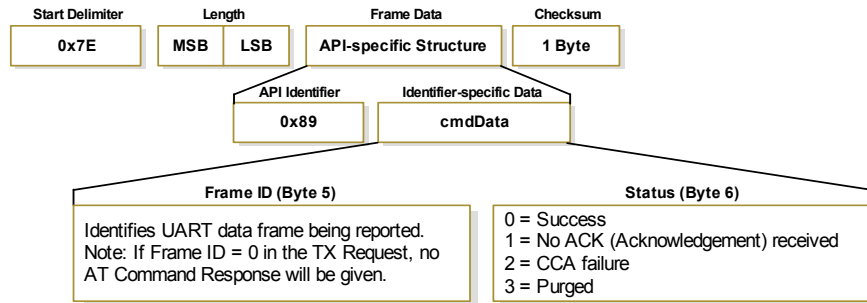 Start Delimiter Length Frame Data Checksum
0x7E MSB LSB API-specific Structure 1 Byte
API Identifier Identifier-specific Data
0x89 cmdData
Frame ID (Byte 5)
Identifies UART data frame being reported.
Note: If Frame ID = 0 in the TX Request, no
AT Command Response will be given.
Status (Byte 6)
0 = Success
1 = No ACK (Acknowledgement) received
2 = CCA failure
3 = Purged